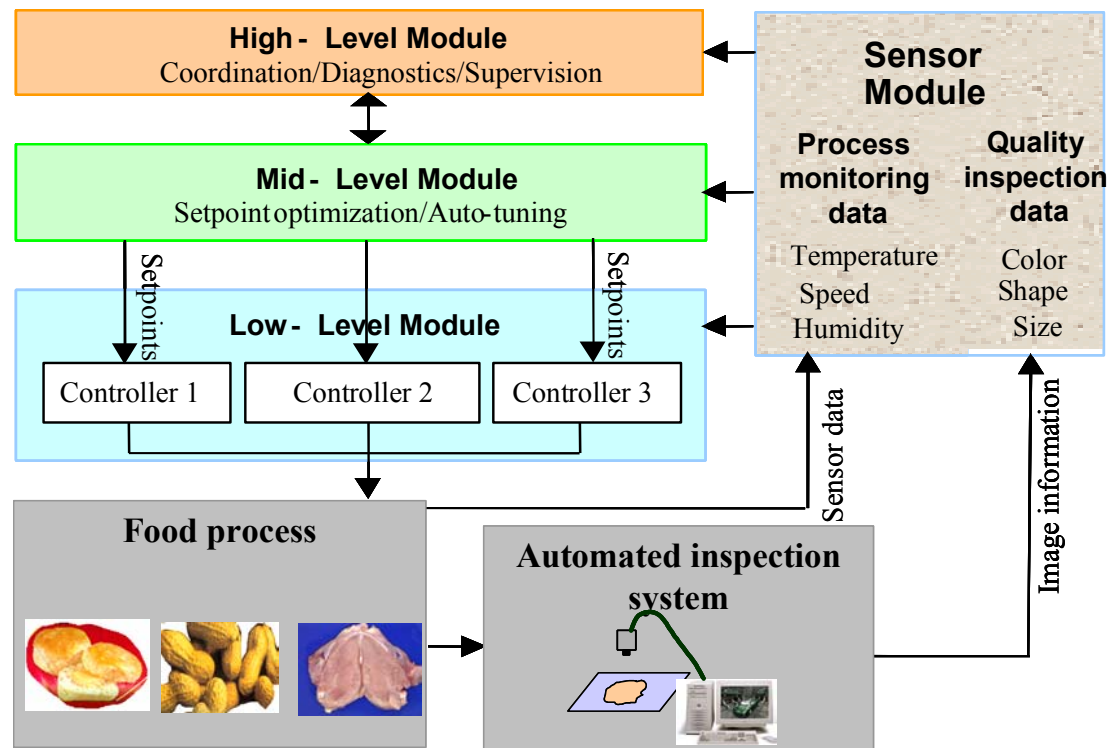 High - Level Module
Coordination/Diagnostics/Supervision
Mid - Level Module
Setpoint optimization/Auto-tuning
Setpoints
Setpoints
Low - Level Module
Controller 1
Controller 2
Controller 3
Sensor
Module
Process
monitoring
data
Temperature
Speed
Humidity
Quality
inspection
data
Color
Shape
Size
Sensor data
Image information
Food process
Automated inspection
system